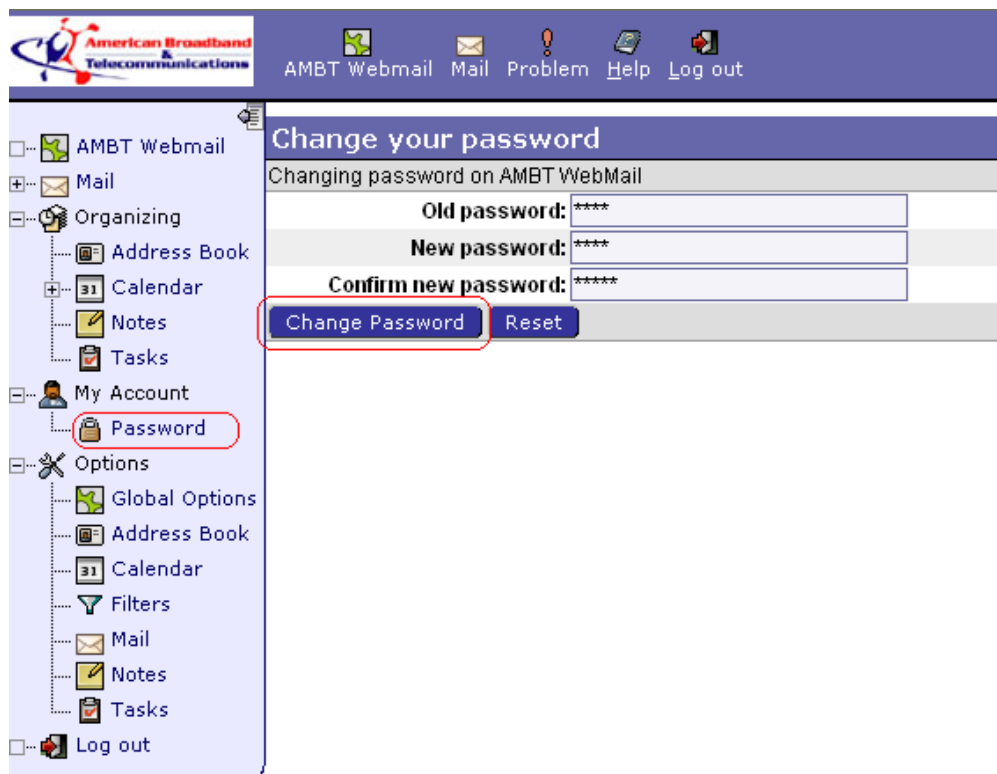 American Broadband
&
Telecommunications
AMBT Webmail Mail Problem Help Log out
AMBT Webmail
Mail
Organizing
Address Book
31 Calendar
Notes
Tasks
My Account
Password
Options
Global Options
Address Book
31 Calendar
Filters
Mail
Notes
Tasks
Log out
Change your password
Changing password on AMBT WebMail
Old password: ****
New password: ****
Confirm new password: *****
Change Password Reset